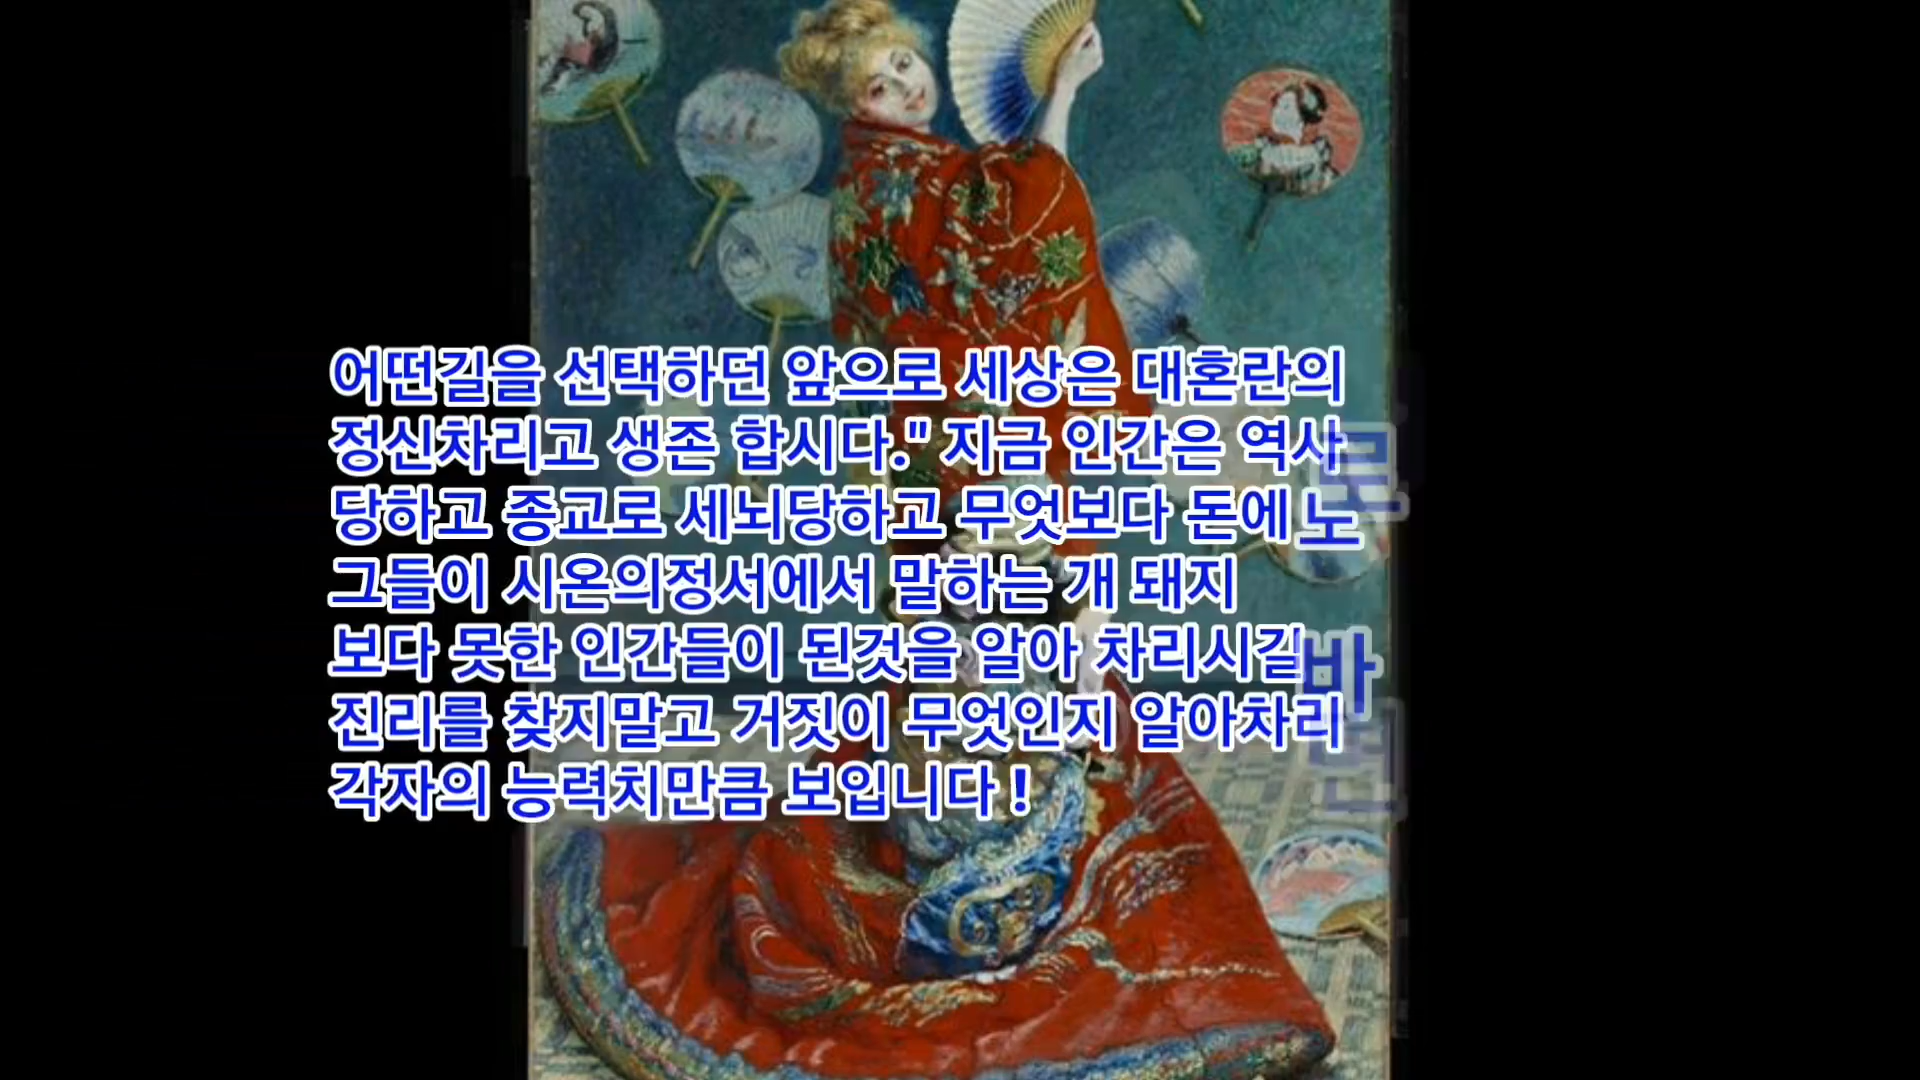 어떤길을 선택하던 앞으로 세상은 대혼란의
정신차리고 생존 합시다." 지금 인간은 역사로
당하고 종교로 세뇌당하고 무엇보다 돈에 노
그들이 시온의정서에서 말하는 개 돼지
보다 못한 인간들이 된것을 알아 차리시길 바
진리를 찾지말고 거짓이 무엇인지 알아차리
각자의 능력치만큼 보입니다 !